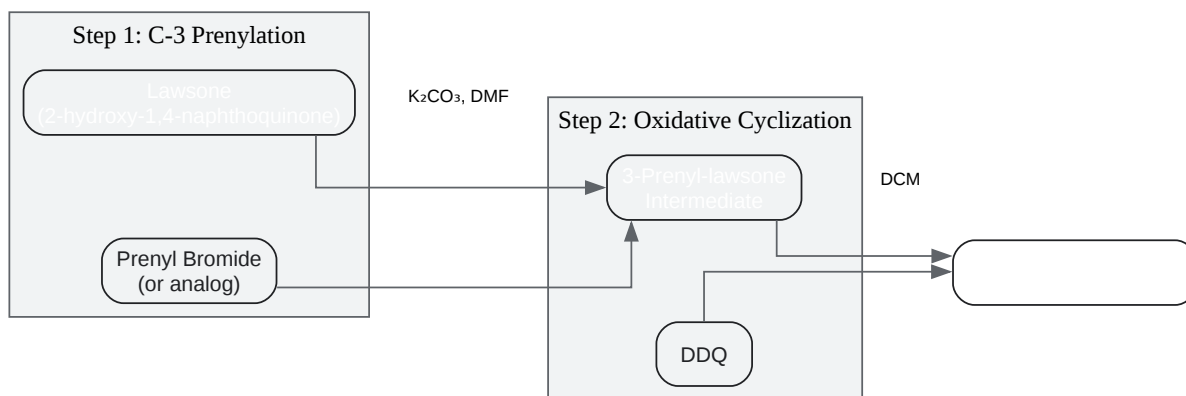 Step 1: C-3 Prenylation
Lawsone
(2-hydroxy-1,4-naphthoquinone)
K₂CO₃, DMF
Step 2: Oxidative Cyclization
3-Prenyl-lawsone
Intermediate
DCM
Prenyl Bromide
(or analog)
DDQ